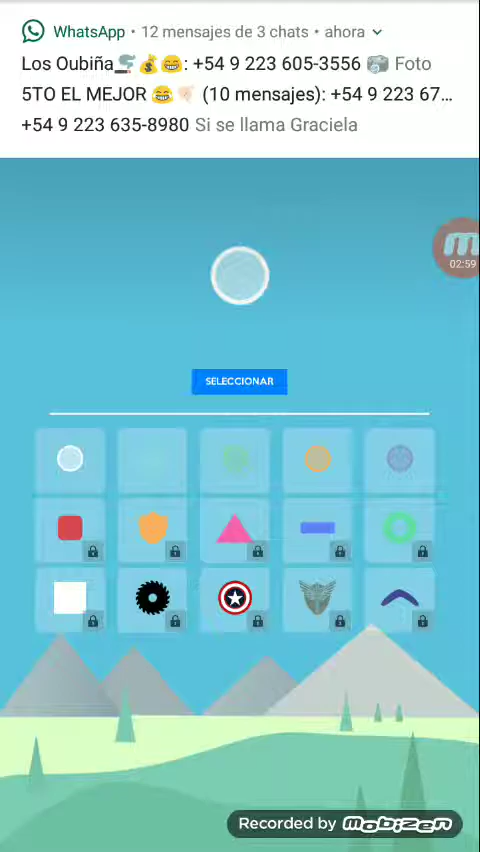 WhatsApp • 12 mensajes de 3 chats • ahora
Los Oubiña: +54 9 223 605-3556 Foto
5TO EL MEJOR (10 mensajes): +54 9 223 67...
+54 9 223 635-8980 Si se llama Graciela
02:59
SELECCIONAR
Recorded by mobizen